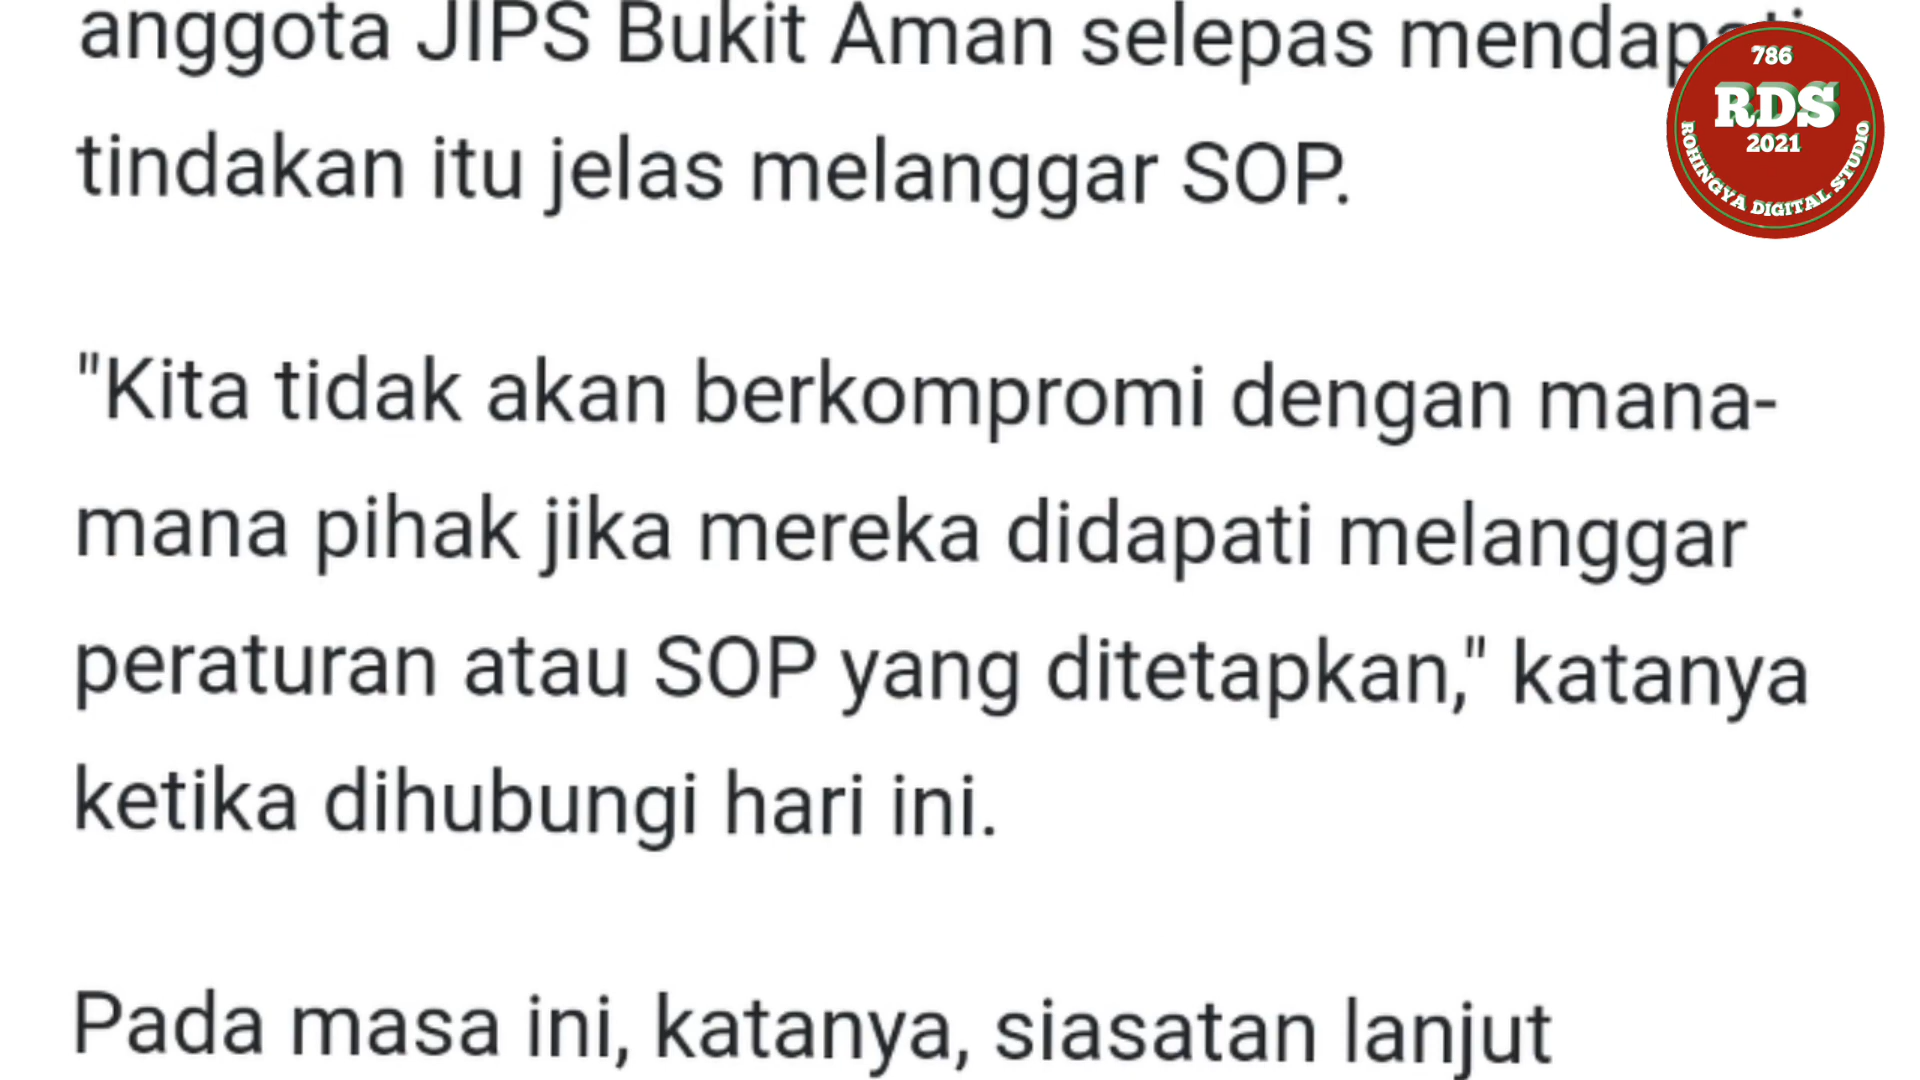 anggota JIPS Bukit Aman selepas mendapati
tindakan itu jelas melanggar SOP.
"Kita tidak akan berkompromi dengan mana-
mana pihak jika mereka didapati melanggar
peraturan atau SOP yang ditetapkan," katanya
ketika dihubungi hari ini.
Pada masa ini, katanya, siasatan lanjut
786
RDS
2021
ROHINGYA DIGITAL STUDIO